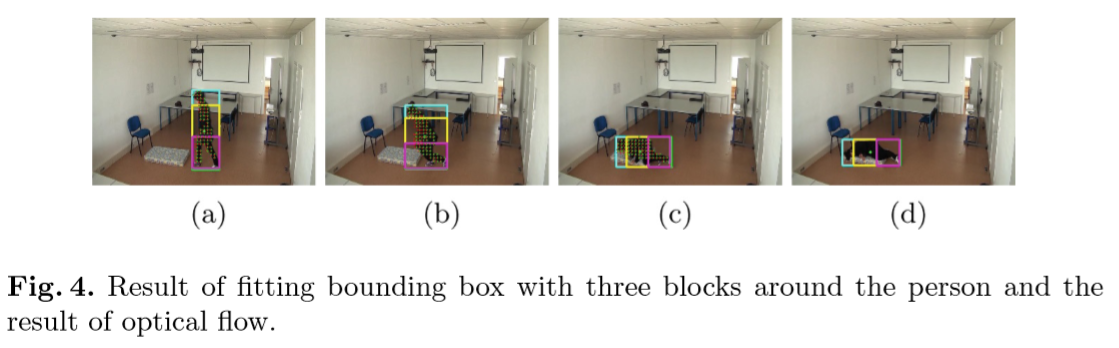 (a) (b) (c) (d)
Fig. 4. Result of fitting bounding box with three blocks around the person and the
result of optical flow.